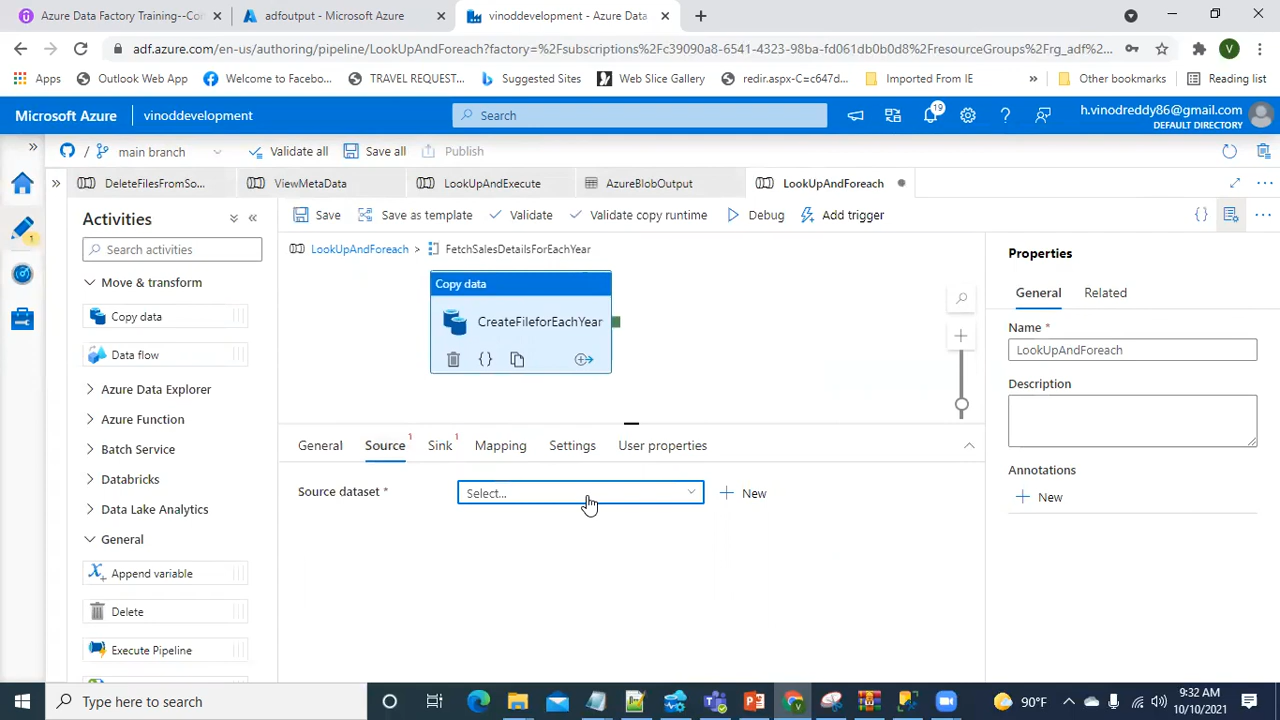 Azure Data Factory Training--Co
adfoutput - Microsoft Azure
vinoddevelopment - Azure Data
adf.azure.com/en-us/authoring/pipeline/LookUpAndForeach?factory=%2Fsubscriptions%2Fc39090a8-6541-4323-98ba-fd061db0b0d8%2FresourceGroups%2Frg_adf%2...
V
Apps
Outlook Web App
Welcome to Facebo...
TRAVEL REQUEST...
Suggested Sites
Web Slice Gallery
redir.aspx-C=c647d...
Imported From IE
»
Other bookmarks
Reading list
Microsoft Azure
vinoddevelopment
Search
19
h.vinodreddy86@gmail.com
DEFAULT DIRECTORY
main branch
Validate all
Save all
Publish
DeleteFilesFromSo...
ViewMetaData
LookUpAndExecute
AzureBlobOutput
LookUpAndForeach
Activities
Search activities
Save
Save as template
Validate
Validate copy runtime
Debug
Add trigger
LookUpAndForeach > FetchSalesDetailsForEachYear
Move & transform
Copy data
Data flow
Azure Data Explorer
Azure Function
Batch Service
Databricks
Data Lake Analytics
General
Append variable
Delete
Execute Pipeline
1
Copy data
CreateFileforEachYear
General
Source 1
Sink 1
Mapping
Settings
User properties
Source dataset *
Select...
New
Properties
General
Related
Name *
LookUpAndForeach
Description
Annotations
New
Type here to search
90°F
9:32 AM
10/10/2021